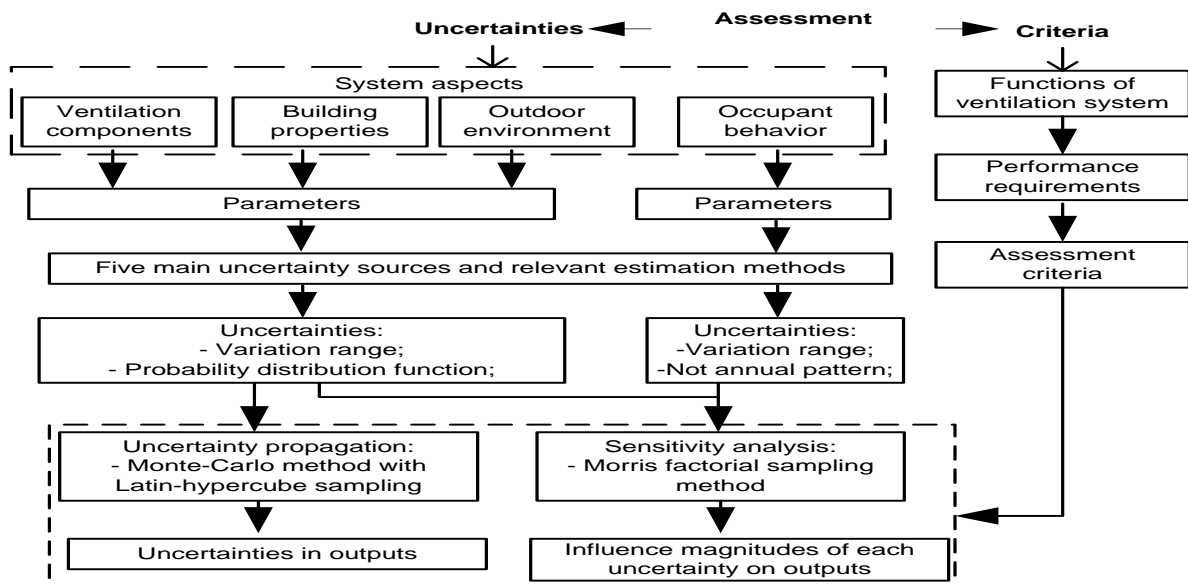 Assessment
Uncertainties
Criteria
System aspects
Ventilation
components
Building
properties
Outdoor
environment
Occupant
behavior
Functions of
ventilation system
Parameters
Parameters
Performance
requirements
Five main uncertainty sources and relevant estimation methods
Assessment
criteria
Uncertainties:
- Variation range;
- Probability distribution function;
Uncertainties:
-Variation range;
-Not annual pattern;
Uncertainty propagation:
- Monte-Carlo method with
Latin-hypercube sampling
Sensitivity analysis:
- Morris factorial sampling
method
Uncertainties in outputs
Influence magnitudes of each
uncertainty on outputs